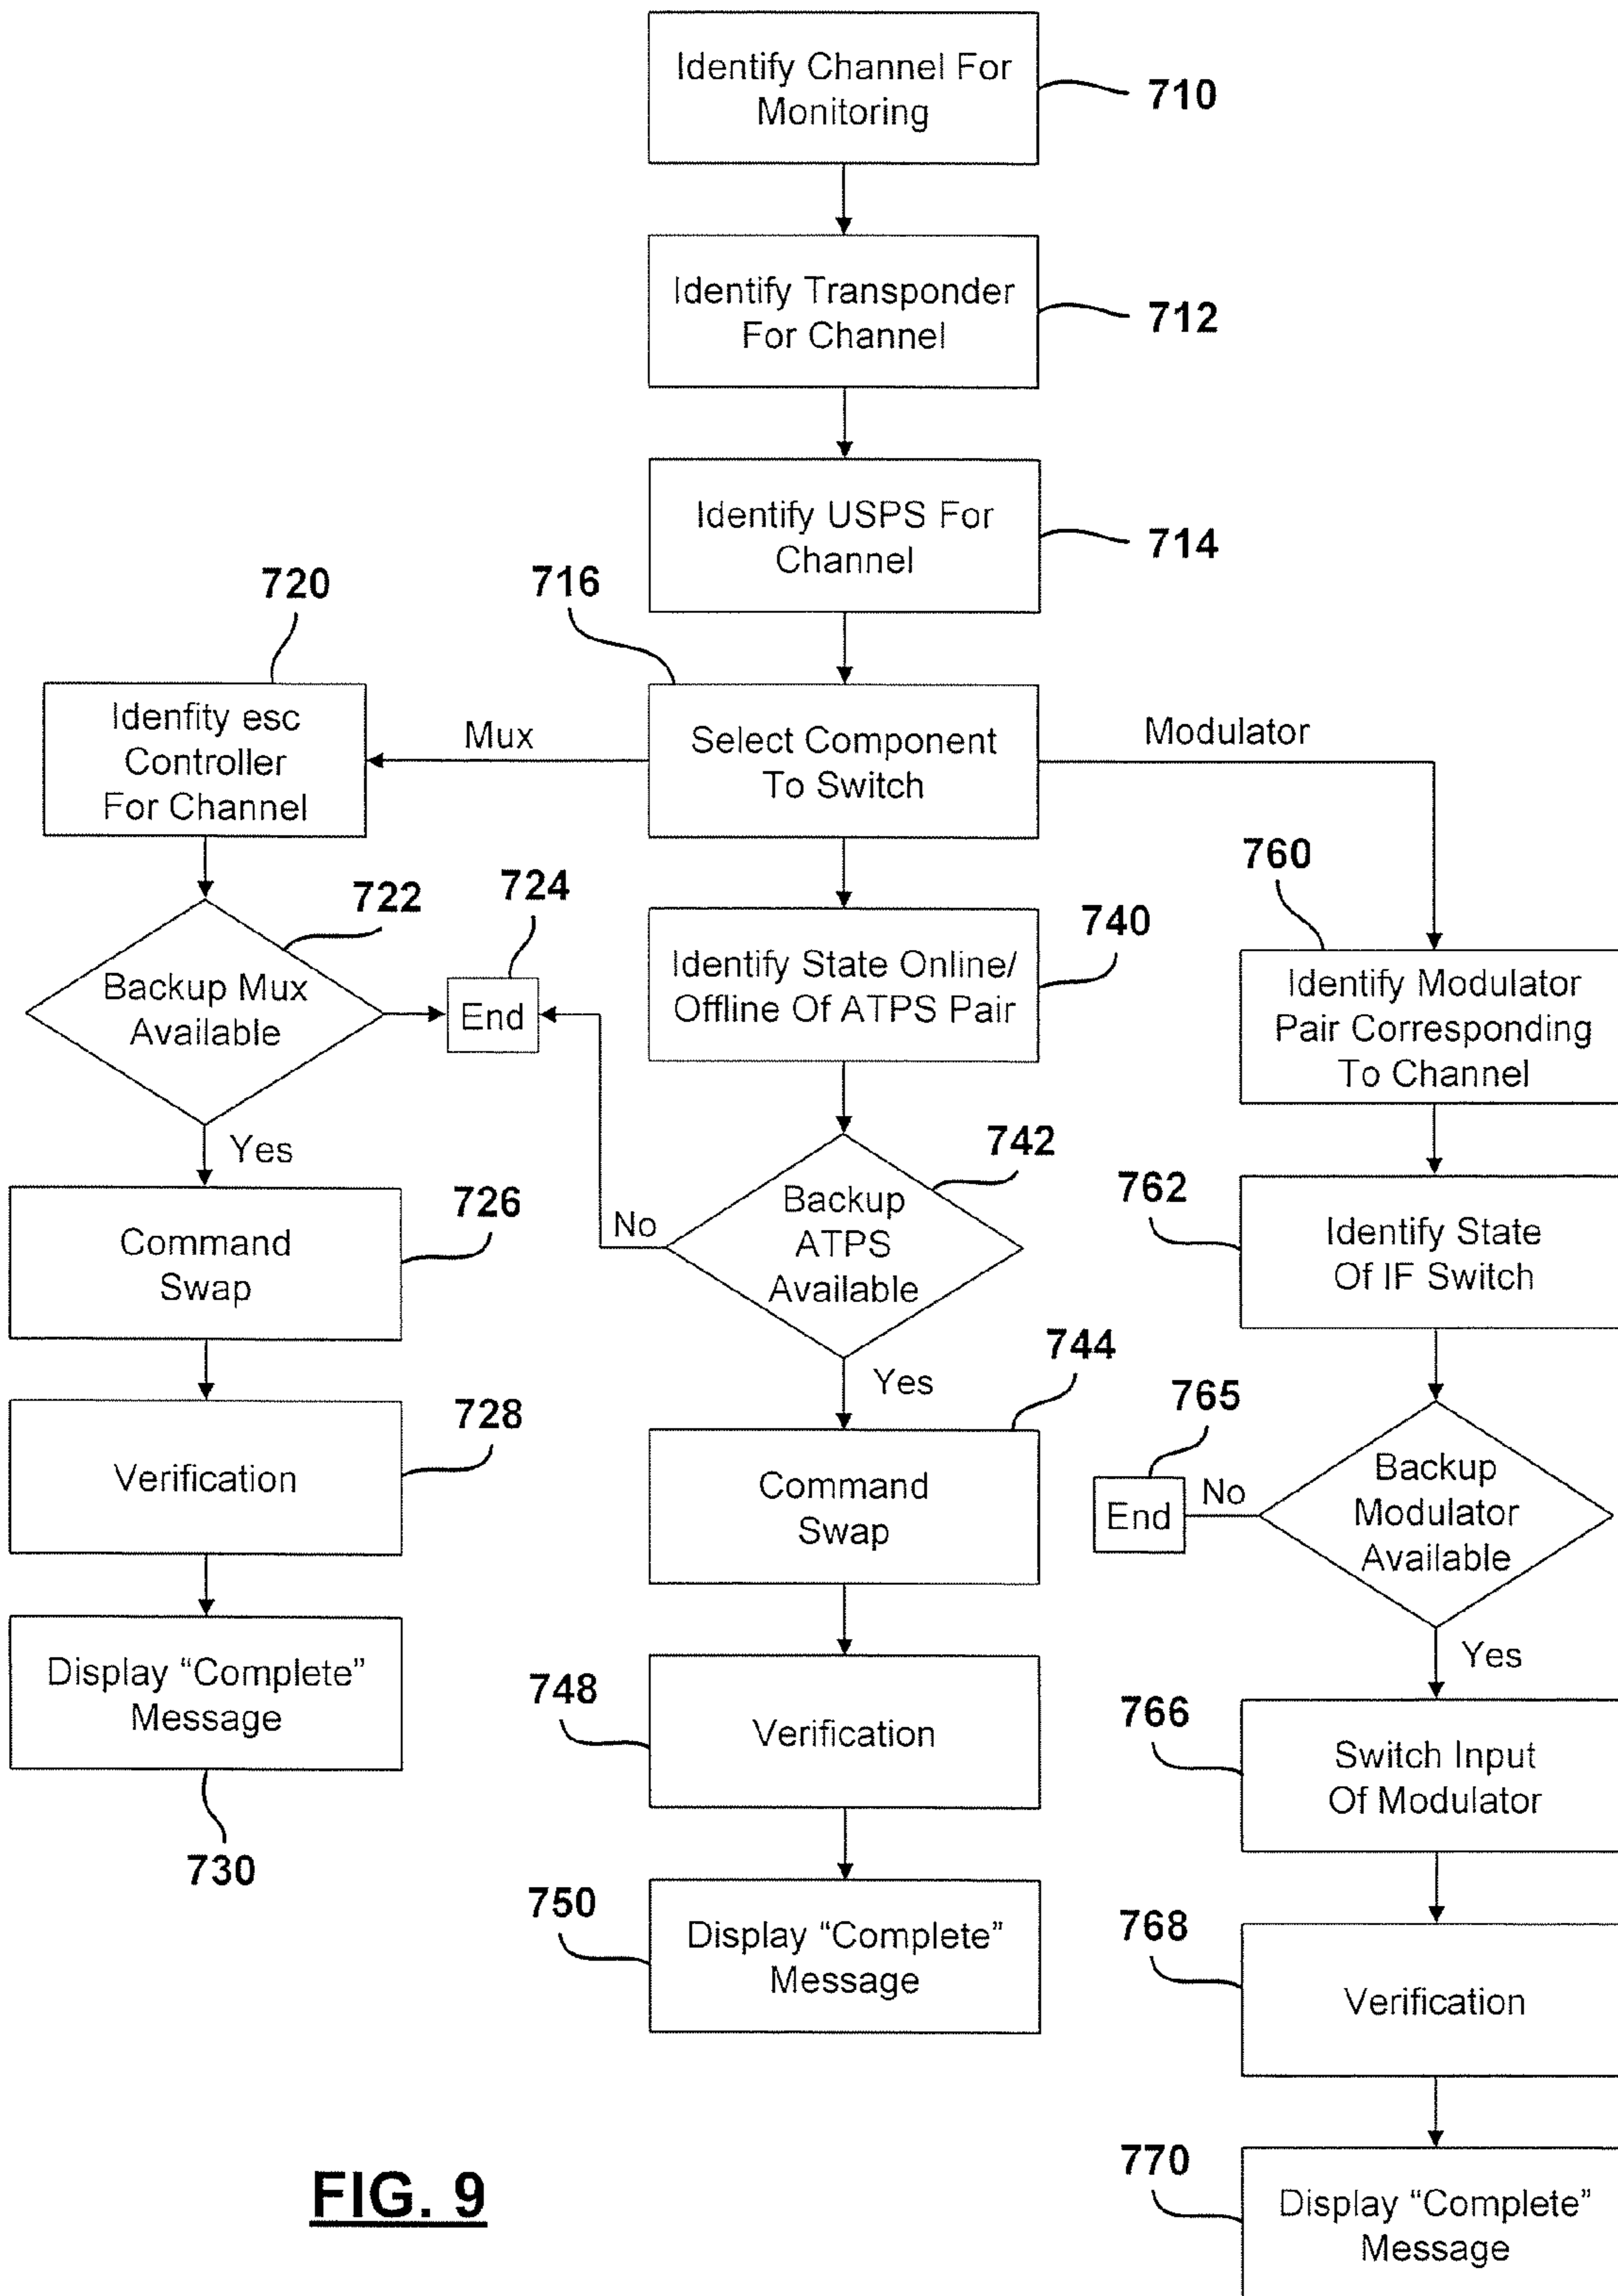 Identify Channel For
Monitoring
710
Identify Transponder
For Channel
712
Identify USPS For
Channel
714
716
720
Idenfity esc
Controller
For Channel
Mux
Select Component
To Switch
Modulator
722
724
Backup Mux
Available
End
Yes
740
Identify State Online/
Offline Of ATPS Pair
760
Identify Modulator
Pair Corresponding
To Channel
726
Command
Swap
742
Backup
ATPS
Available
No
Yes
762
Identify State
Of IF Switch
728
Verification
744
Command
Swap
765
End
No
Backup
Modulator
Available
Yes
Display “Complete”
Message
730
748
Verification
766
Switch Input
Of Modulator
750
Display “Complete”
Message
768
Verification
770
Display “Complete”
Message
FIG. 9